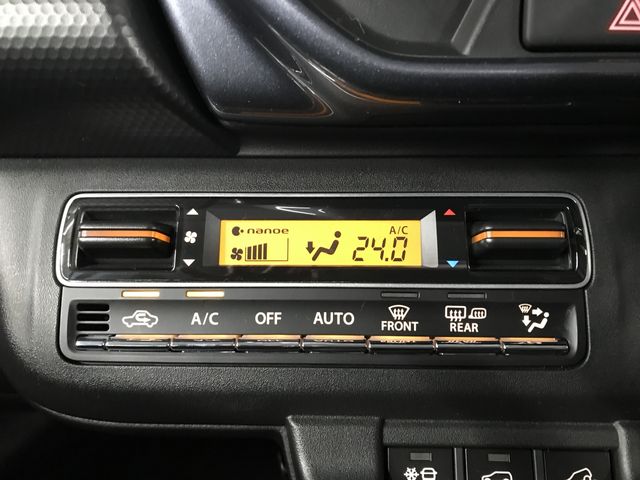 nanoe
A/C
24.0
A/C OFF AUTO FRONT REAR